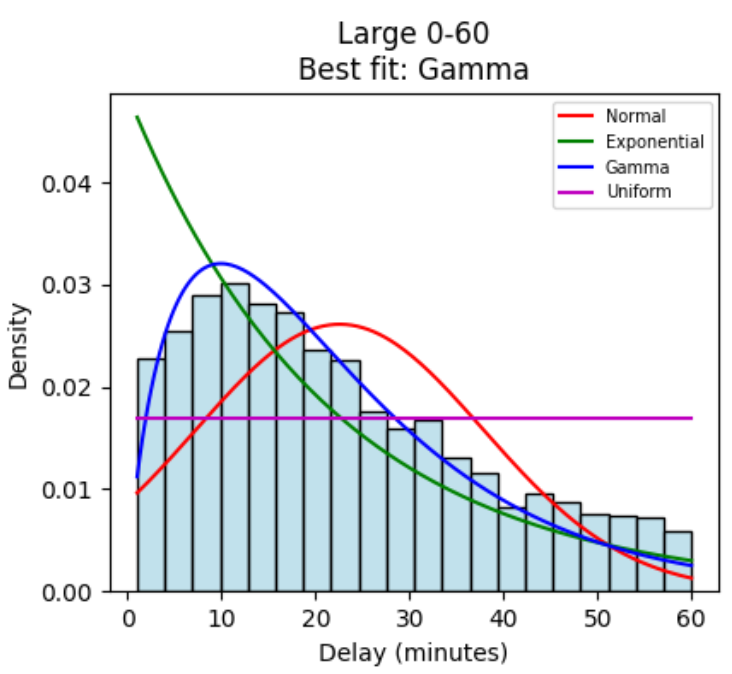 Large 0-60
Best fit: Gamma
Normal
Exponential
Gamma
Uniform
Density
0.04
0.03
0.02
0.01
0.00
0 10 20 30 40 50 60
Delay (minutes)